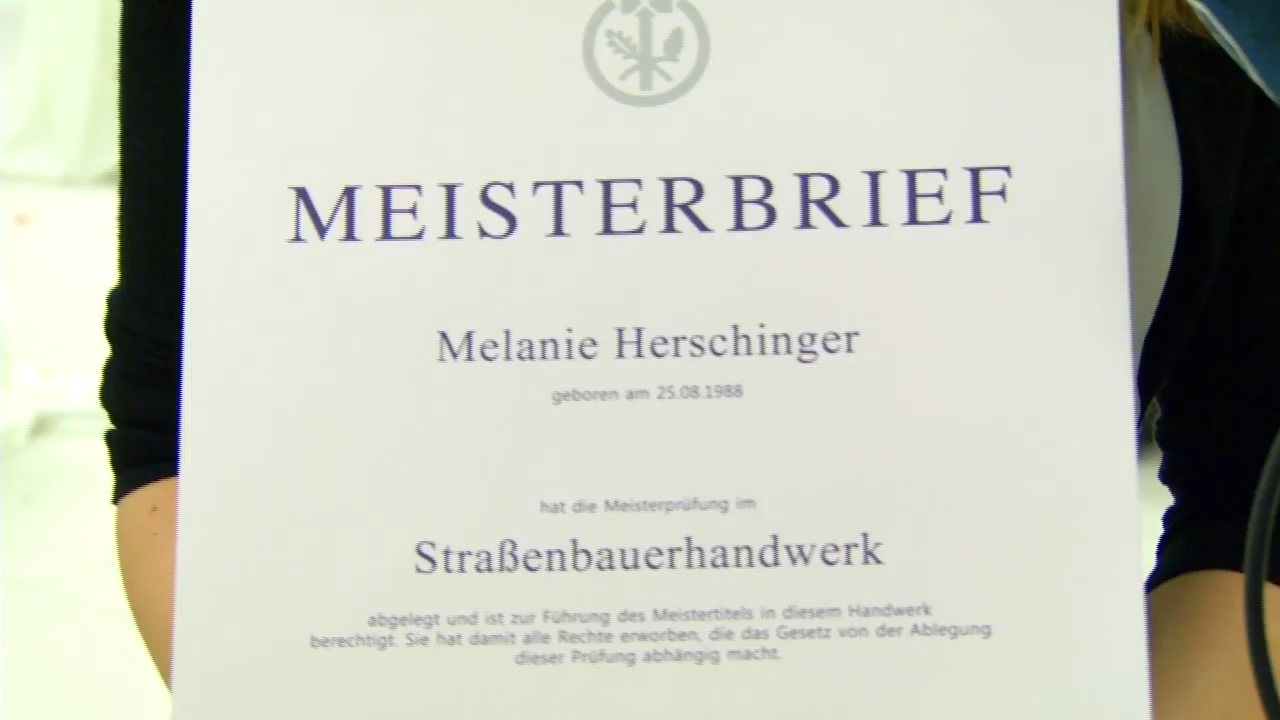 MEISTERBRIEF
Melanie Herschinger
geboren am 25.08.1988
hat die Meisterprüfung im
Straßenbauerhandwerk
abgelegt und ist zur Führung des Meistertitels in diesem Handwerk
berechtigt. Sie hat damit alle Rechte erworben, die das Gesetz von der Ablegung
dieser Prüfung abhängig macht.